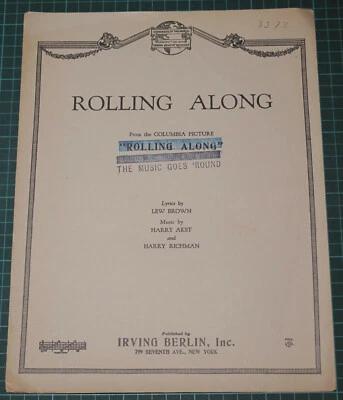 ROLLING ALONG
From the COLUMBIA PICTURE
"ROLLING ALONG"
THE MUSIC GOES 'ROUND
Lyrics by
LEW BROWN
Music by
HARRY AKST
and
HARRY RICHMAN
Published by
IRVING BERLIN, Inc.
799 SEVENTH AVE., NEW YORK